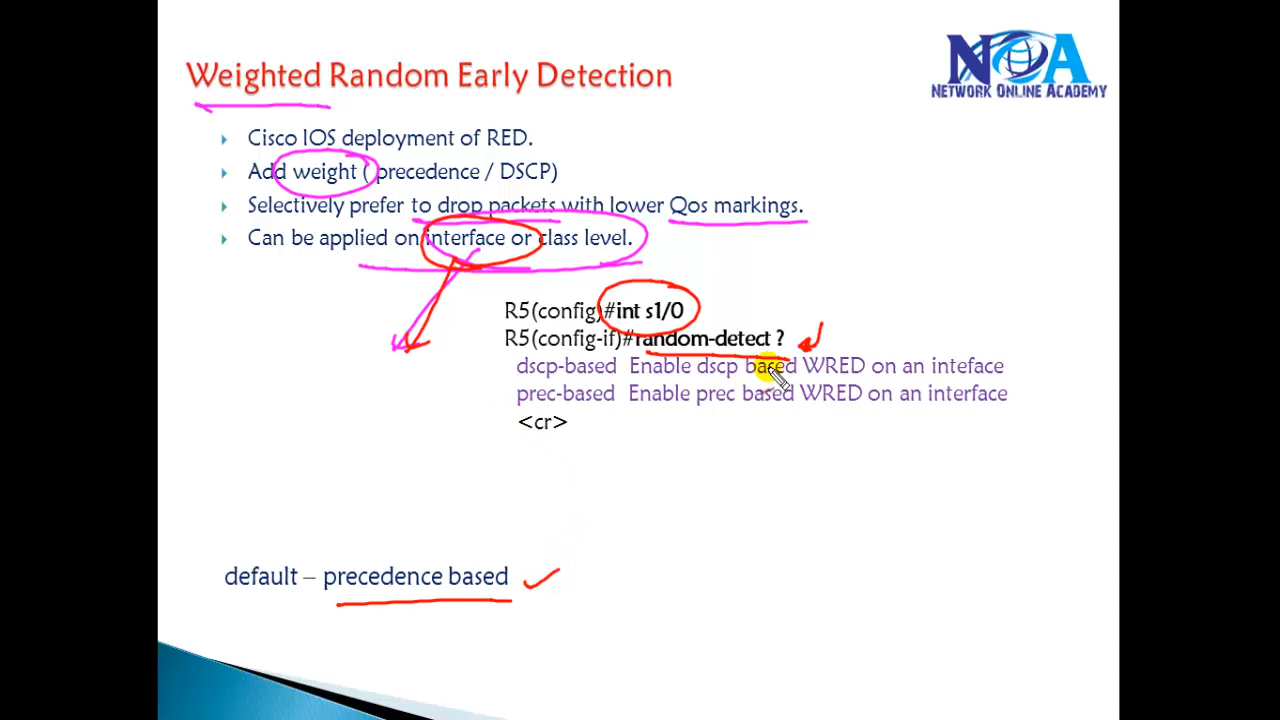 Weighted Random Early Detection
NOA
NETWORK ONLINE ACADEMY
Cisco IOS deployment of RED.
Add weight ( precedence / DSCP)
Selectively prefer to drop packets with lower Qos markings.
Can be applied on interface or class level.
R5(config)#int s1/0
R5(config-if)#random-detect ?
dscp-based Enable dscp based WRED on an inteface
prec-based Enable prec based WRED on an interface
<cr>
default – precedence based